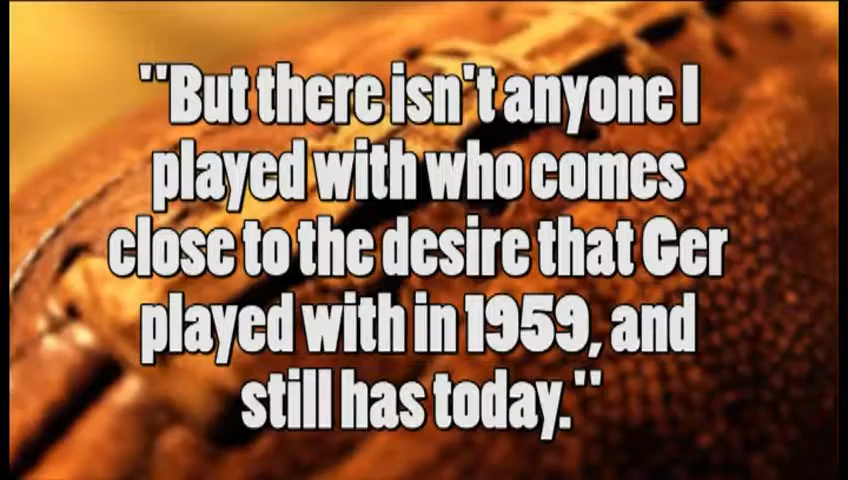 "But there isn't anyone I
played with who comes
close to the desire that Ger
played with in 1959, and
still has today."